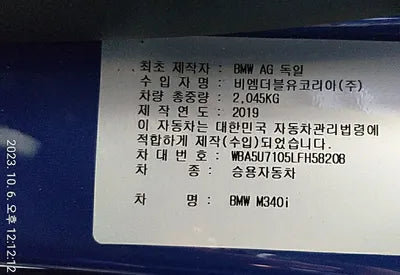 최초 제작자 : BMW AG 독일
수 입 자 명 : 비엠더블유코리아(주)
차량 총중량 : 2,045KG
제 작 연 도 : 2019
이 자동차는 대한민국 자동차관리법령에
적합하게 제작(수입)되었습니다.
차 대 번 호 : WBA5U7105LFH58208
차 종 : 승용자동차
차 명 : BMW M340i
2023. 10. 6. 오후 12:12:12